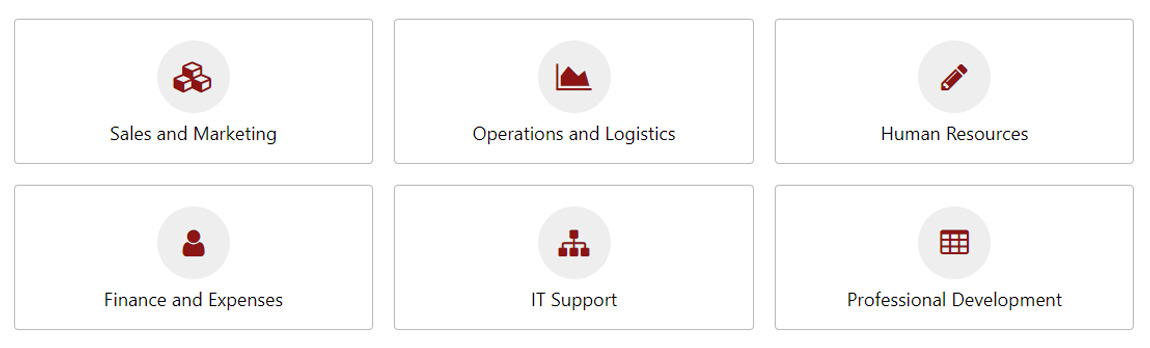 Sales and Marketing
Operations and Logistics
Human Resources
Finance and Expenses
IT Support
Professional Development